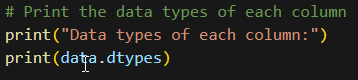 # Print the data types of each column
print("Data types of each column:")
print(data.dtypes)